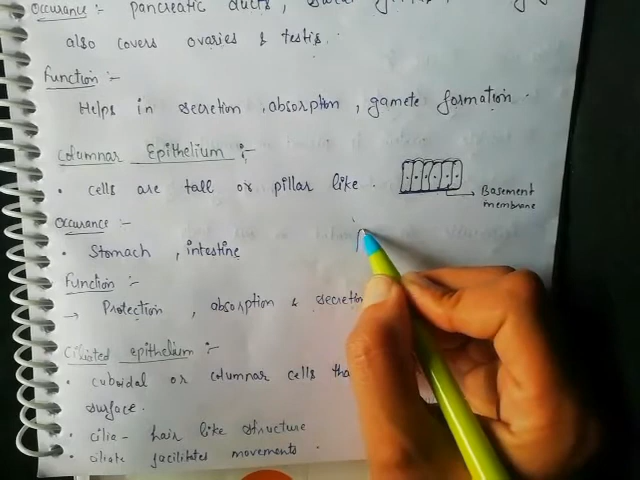 Occurance :- pancreatic ducts,
also covers ovaries & testis.
Function :-
Helps in secretion, absorption, gamete formation.
Columnar Epithelium :-
• Cells are tall or pillar like.
Basement
membrane
Occurance :-
• Stomach, intestine
Function :-
→ Protection, absorption & secretion
Ciliated epithelium :-
• cuboidal or columnar cells
surface.
• cilia - hair like structure
• ciliate facilitates movements.